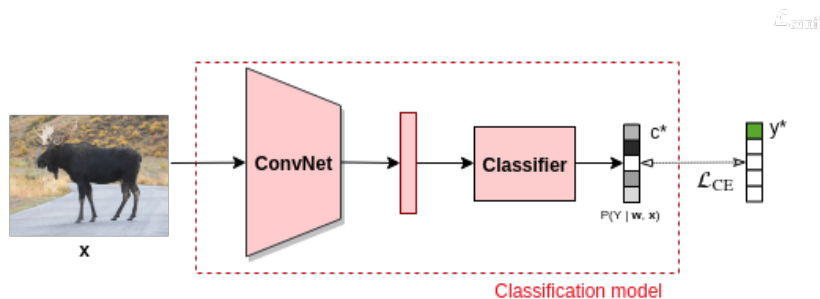 ConvNet
Classifier
c*
y*
ℒCE
P(Y | w, x)
x
Classification model